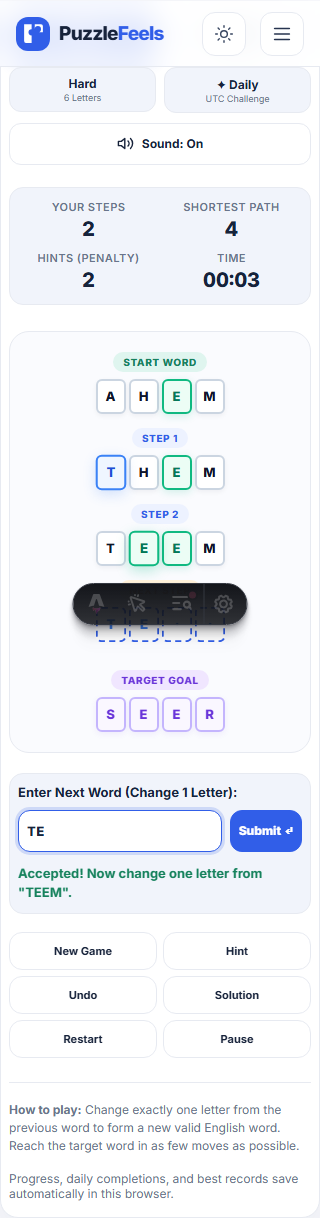 PuzzleFeels
Hard
6 Letters
✦ Daily
UTC Challenge
Sound: On
YOUR STEPS
2
SHORTEST PATH
4
HINTS (PENALTY)
2
TIME
00:03
START WORD
A H E M
STEP 1
T H E M
STEP 2
T E E M
T E
TARGET GOAL
S E E R
Enter Next Word (Change 1 Letter):
TE
Submit ⏎
Accepted! Now change one letter from
"TEEM".
New Game
Hint
Undo
Solution
Restart
Pause
How to play: Change exactly one letter from the
previous word to form a new valid English word.
Reach the target word in as few moves as possible.
Progress, daily completions, and best records save
automatically in this browser.